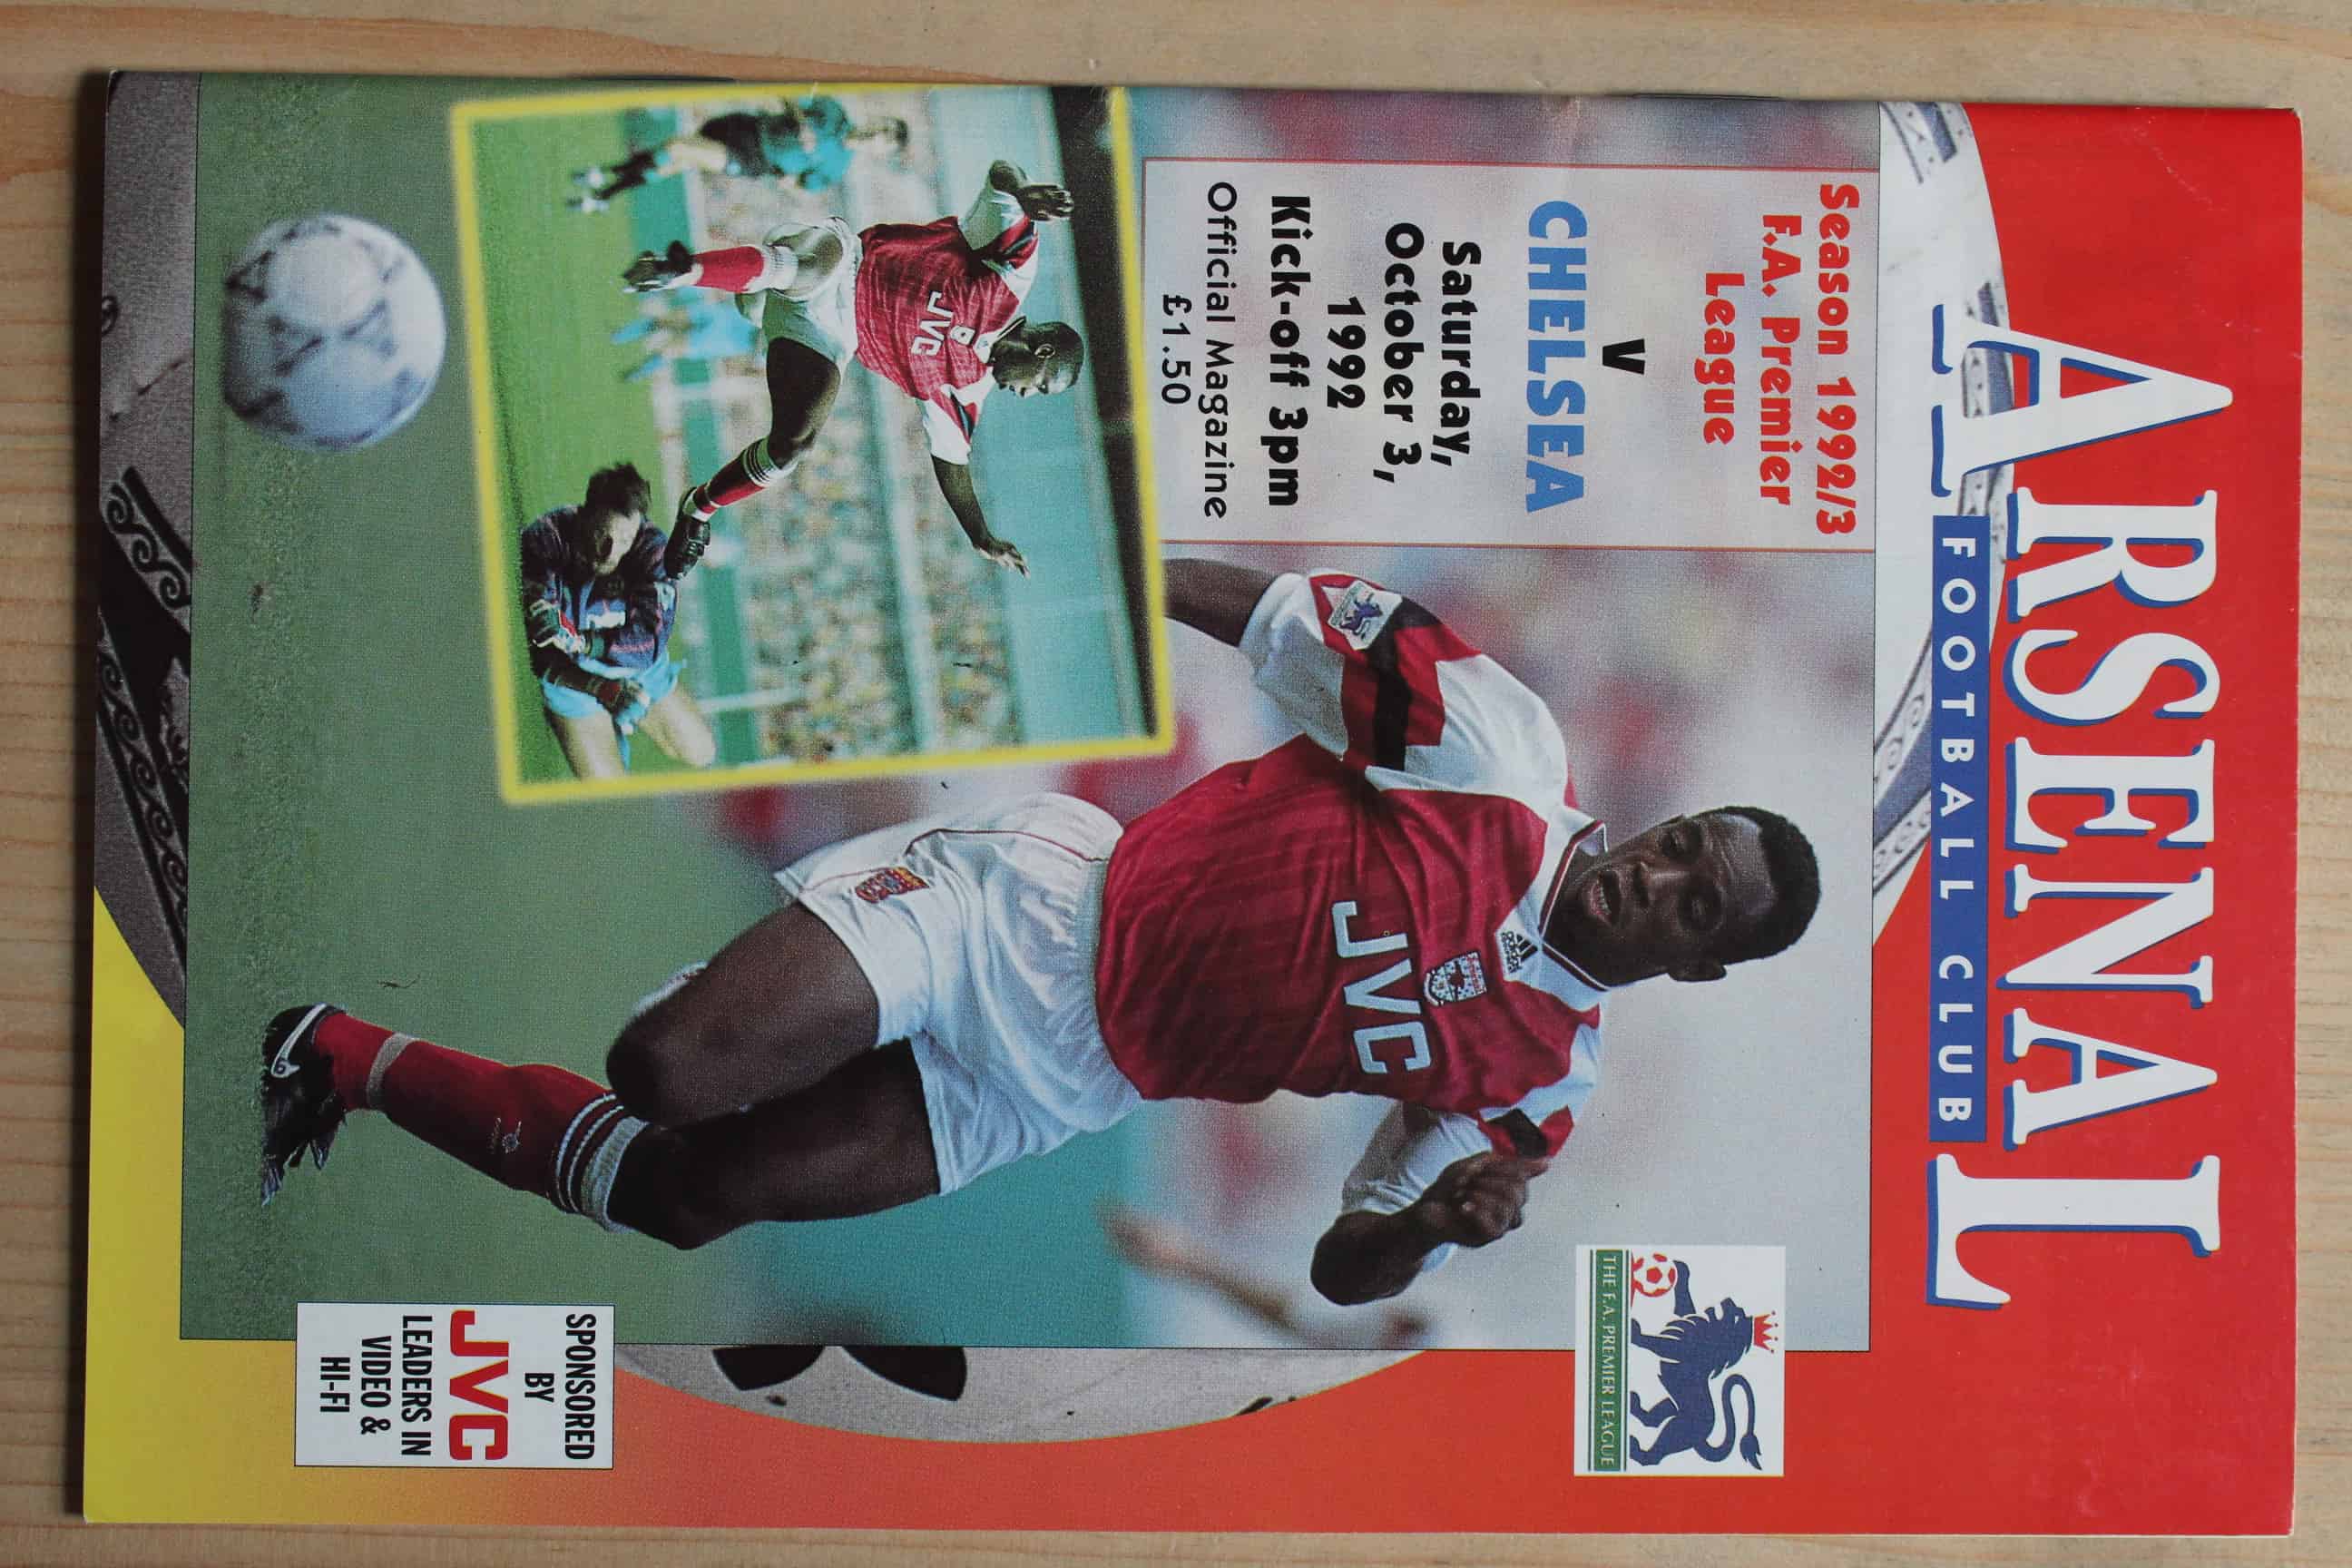 ARSENAL
FOOTBALL CLUB
Season 1992/3
F.A. Premier
League
v
CHELSEA
Saturday,
October 3,
1992
Kick-off 3pm
Official Magazine
£1.50
JVC
JVC
adidas
THE F.A. PREMIER LEAGUE
SPONSORED
BY
JVC
LEADERS IN
VIDEO &
HI-FI